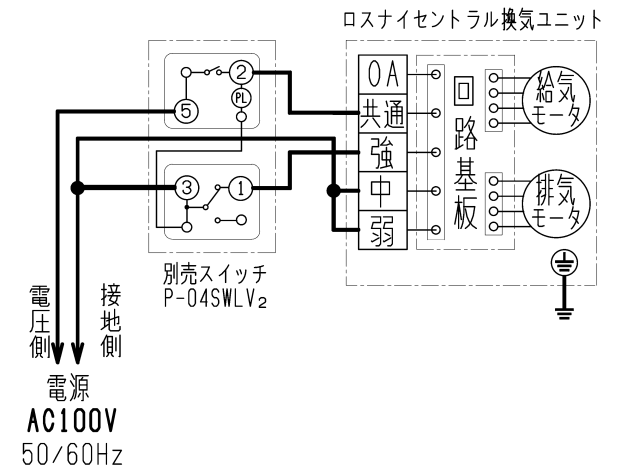 ロスナイセントラル換気ユニット
OA
共通
強
中
弱
回路基板
給気
モータ
排気
モータ
2
PL
5
3
1
別売スイッチ
P-04SWLV2
電圧側
接地側
電源
AC100V
50/60Hz